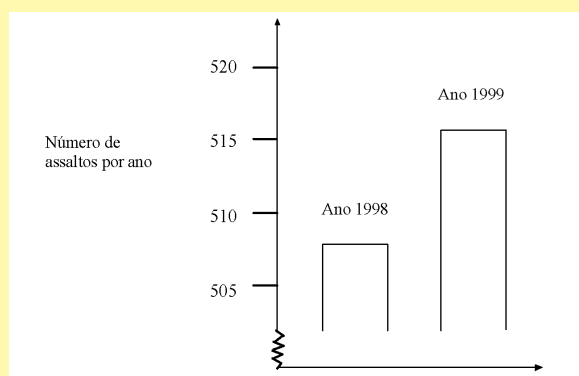 520
Ano 1999
515
Número de
assaltos por ano
510
Ano 1998
505